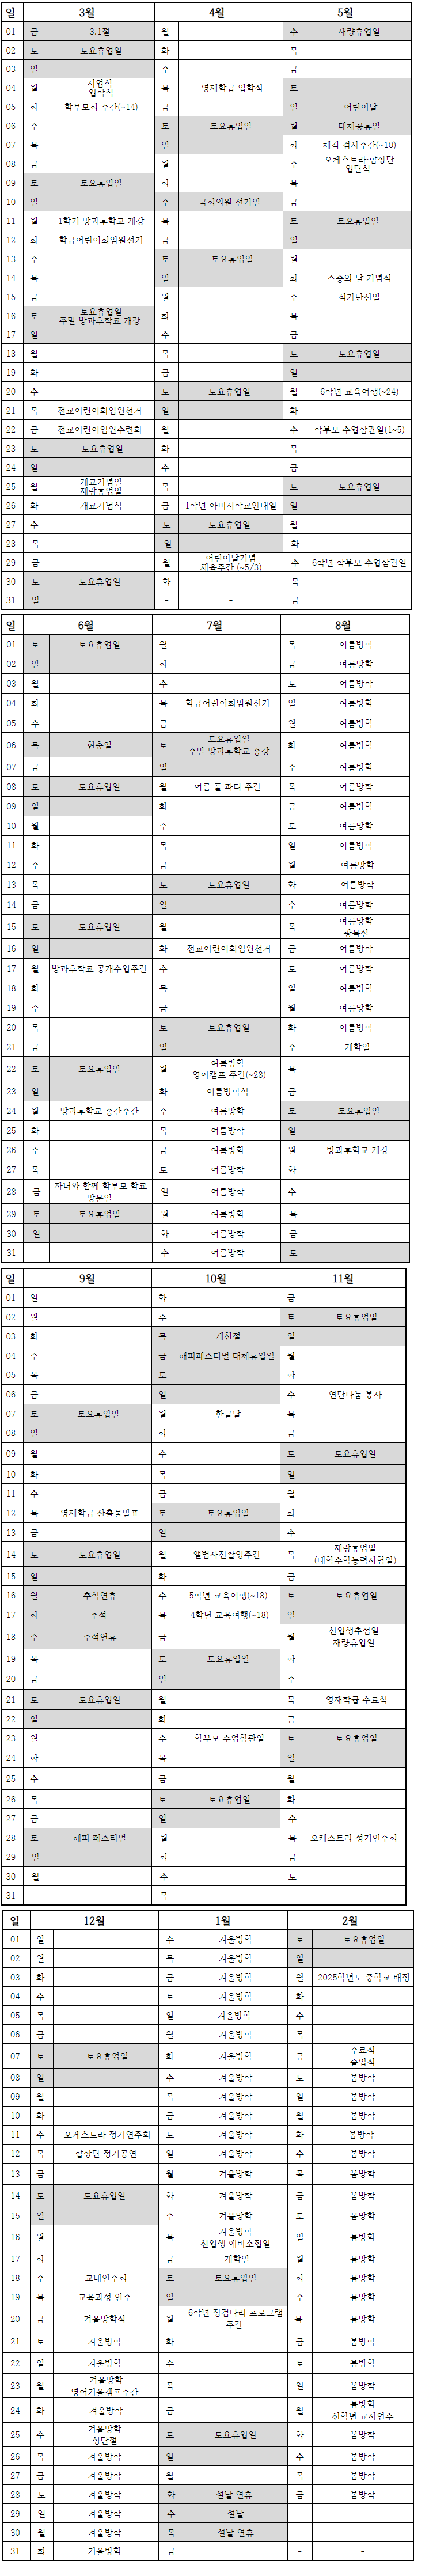 일 3월 4월 5월
01 금 3.1절 월 수 재량휴업일
02 토 토요휴업일 화 목
03 일 수 금
04 월 시업식 입학식 목 영재학급 입학식 토
05 화 학부모회 주간(~14) 금 일 어린이날
06 수 토 토요휴업일 월 대체공휴일
07 목 일 화 체격 검사주간(~10)
08 금 월 수 오케스트라·합창단 입단식
09 토 토요휴업일 화 목
10 일 수 국회의원 선거일 금
11 월 1학기 방과후학교 개강 목 토 토요휴업일
12 화 학급어린이회임원선거 금 일
13 수 토 토요휴업일 월
14 목 일 화 스승의 날 기념식
15 금 월 수 석가탄신일
16 토 토요휴업일 주말 방과후학교 개강 화 목
17 일 수 금
18 월 목 토 토요휴업일
19 화 금 일
20 수 토 토요휴업일 월 6학년 교육여행(~24)
21 목 전교어린이회임원선거 일 화
22 금 전교어린이임원수련회 월 수 학부모 수업참관일(1~5)
23 토 토요휴업일 화 목
24 일 수 금
25 월 개교기념일 재량휴업일 목 토 토요휴업일
26 화 개교기념식 금 1학년 아버지학교안내일 일
27 수 토 토요휴업일 월
28 목 일 화
29 금 월 어린이날기념 체육주간 (~5/3) 수 6학년 학부모 수업참관일
30 토 토요휴업일 화 목
31 일 - - 금
일 6월 7월 8월
01 토 토요휴업일 월 목 여름방학
02 일 화 금 여름방학
03 월 수 토 여름방학
04 화 목 학급어린이회임원선거 일 여름방학
05 수 금 월 여름방학
06 목 현충일 토 토요휴업일 주말 방과후학교 종강 화 여름방학
07 금 일 수 여름방학
08 토 토요휴업일 월 여름 풀 파티 주간 목 여름방학
09 일 화 금 여름방학
10 월 수 토 여름방학
11 화 목 일 여름방학
12 수 금 월 여름방학
13 목 토 토요휴업일 화 여름방학
14 금 일 수 여름방학
15 토 토요휴업일 월 목 여름방학 광복절
16 일 화 전교어린이회임원선거 금 여름방학
17 월 방과후학교 공개수업주간 수 토 여름방학
18 화 목 일 여름방학
19 수 금 월 여름방학
20 목 토 토요휴업일 화 여름방학
21 금 일 수 개학일
22 토 토요휴업일 월 여름방학 영어캠프 주간(~28) 목
23 일 화 여름방학식 금
24 월 방과후학교 종간주간 수 여름방학 토 토요휴업일
25 화 목 여름방학 일
26 수 금 여름방학 월 방과후학교 개강
27 목 토 여름방학 화
28 금 자녀와 함께 학부모 학교 방문일 일 여름방학 수
29 토 토요휴업일 월 여름방학 목
30 일 화 여름방학 금
31 - - 수 여름방학 토
일 9월 10월 11월
01 일 화 금
02 월 수 토 토요휴업일
03 화 목 개천절 일
04 수 금 해피페스티벌 대체휴업일 월
05 목 토 화
06 금 일 수 연탄나눔 봉사
07 토 토요휴업일 월 한글날 목
08 일 화 금
09 월 수 토 토요휴업일
10 화 목 일
11 수 금 월
12 목 영재학급 산출물발표 토 토요휴업일 화
13 금 일 수
14 토 토요휴업일 월 앨범사진촬영주간 목 재량휴업일 (대학수학능력시험일)
15 일 화 금
16 월 추석연휴 수 5학년 교육여행(~18) 토 토요휴업일
17 화 추석 목 4학년 교육여행(~18) 일
18 수 추석연휴 금 월 신입생추첨일 재량휴업일
19 목 토 토요휴업일 화
20 금 일 수
21 토 토요휴업일 월 목 영재학급 수료식
22 일 화 금
23 월 수 학부모 수업참관일 토 토요휴업일
24 화 목 일
25 수 금 월
26 목 토 토요휴업일 화
27 금 일 수
28 토 해피 페스티벌 월 목 오케스트라 정기연주회
29 일 화 금
30 월 수 토
31 - - 목 - -
일 12월 1월 2월
01 일 수 겨울방학 토 토요휴업일
02 월 목 겨울방학 일
03 화 금 겨울방학 월 2025학년도 중학교 배정
04 수 토 겨울방학 화
05 목 일 겨울방학 수
06 금 월 겨울방학 목
07 토 토요휴업일 화 겨울방학 금 수료식 졸업식
08 일 수 겨울방학 토 봄방학
09 월 목 겨울방학 일 봄방학
10 화 금 겨울방학 월 봄방학
11 수 오케스트라 정기연주회 토 겨울방학 화 봄방학
12 목 합창단 정기공연 일 겨울방학 수 봄방학
13 금 월 겨울방학 목 봄방학
14 토 토요휴업일 화 겨울방학 금 봄방학
15 일 수 겨울방학 토 봄방학
16 월 목 겨울방학 신입생 예비소집일 일 봄방학
17 화 금 개학일 월 봄방학
18 수 교내연주회 토 토요휴업일 화 봄방학
19 목 교육과정 연수 일 수 봄방학
20 금 겨울방학식 월 6학년 징검다리 프로그램 주간 목 봄방학
21 토 겨울방학 화 금 봄방학
22 일 겨울방학 수 토 봄방학
23 월 겨울방학 영어겨울캠프주간 목 일 봄방학
24 화 겨울방학 금 월 봄방학 신학년 교사연수
25 수 겨울방학 성탄절 토 토요휴업일 화 봄방학
26 목 겨울방학 일 수 봄방학
27 금 겨울방학 월 목 봄방학
28 토 겨울방학 화 설날 연휴 금 봄방학
29 일 겨울방학 수 설날 - -
30 월 겨울방학 목 설날 연휴 - -
31 화 겨울방학 금 - -